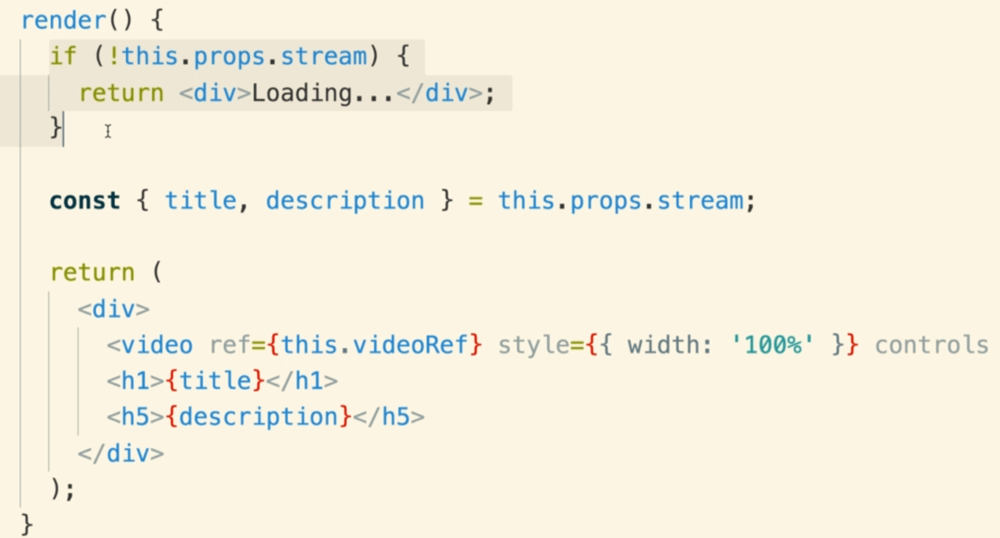 render() {
if (!this.props.stream) {
return <div>Loading...</div>;
}
const { title, description } = this.props.stream;
return (
<div>
<video ref={this.videoRef} style={{ width: '100%' }} controls
<h1>{title}</h1>
<h5>{description}</h5>
</div>
);
}